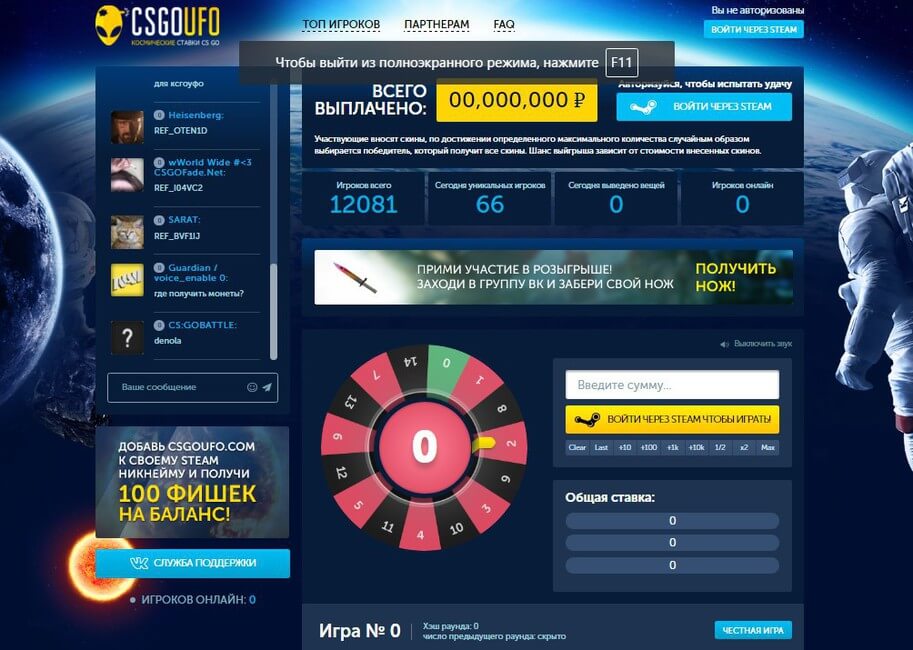 CSGOUFO
КОСМИЧЕСКИЕ СТАВКИ CS GO
ТОП ИГРОКОВ
ПАРТНЕРАМ
FAQ
Вы не авторизованы
ВОЙТИ ЧЕРЕЗ STEAM
Чтобы выйти из полноэкранного режима, нажмите F11
для ксгоуфо
0 Heisenberg:
REF_OTEN1D
0 wWorld Wide #<3
CSGOFade.Net:
REF_I04VC2
0 SARAT:
REF_BVF1IJ
0 Guardian /
voice_enable 0:
где получить монеты?
?
0 CS:GOBATTLE:
denola
Ваше сообщение
ДОБАВЬ CSGOUFO.COM
К СВОЕМУ STEAM
НИКНЕЙМУ И ПОЛУЧИ
100 ФИШЕК
НА БАЛАНС!
СЛУЖБА ПОДДЕРЖКИ
ИГРОКОВ ОНЛАЙН: 0
ВСЕГО
ВЫПЛАЧЕНО:
00,000,000 ₽
Авторизуйся, чтобы испытать удачу
ВОЙТИ ЧЕРЕЗ STEAM
Участвующие вносят скины, по достижении определенного максимального количества случайным образом
выбирается победитель, который получит все скины. Шанс выйгрыша зависит от стоимости внесенных скинов.
Игроков всего
12081
Сегодня уникальных игроков
66
Сегодня выведено вещей
0
Игроков онлайн
0
ПРИМИ УЧАСТИЕ В РОЗЫГРЫШЕ!
ЗАХОДИ В ГРУППУ ВК И ЗАБЕРИ СВОЙ НОЖ
ПОЛУЧИТЬ
НОЖ!
Выключить звук
0
1
8
2
9
3
10
4
11
5
12
6
13
7
14
0
Введите сумму...
ВОЙТИ ЧЕРЕЗ STEAM ЧТОБЫ ИГРАТЬ
Clear Last +10 +100 +1k +10k 1/2 x2 Max
Общая ставка:
0
0
0
Игра № 0
Хэш раунда: 0
число предыдущего раунда: скрыто
ЧЕСТНАЯ ИГРА